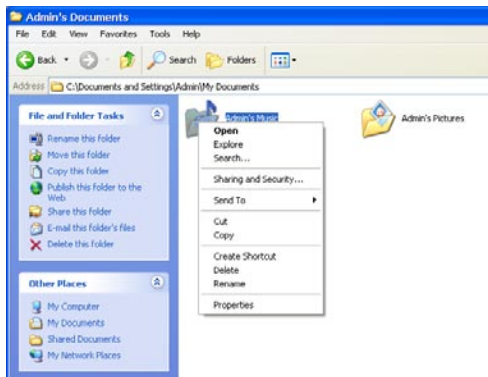 Admin's Documents
File Edit View Favorites Tools Help
Back Search Folders
Address C:\Documents and Settings\Admin\My Documents
File and Folder Tasks
Rename this folder
Move this folder
Copy this folder
Publish this folder to the
Web
Share this folder
E-mail this folder's files
Delete this folder
Other Places
My Computer
My Documents
Shared Documents
My Network Places
Admin's Music
Open
Explore
Search...
Sharing and Security...
Send To
Cut
Copy
Create Shortcut
Delete
Rename
Properties
Admin's Pictures